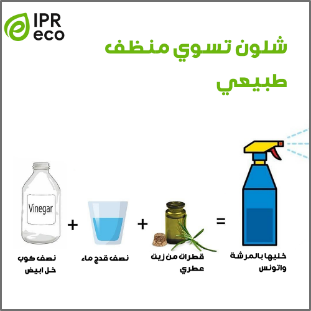 IPR
eco
شلون تسوي منظف
طبيعي
Vinegar
+
+
=
نصف كوب
خل ابيض
نصف قدح ماء
قطرات من زيت
عطري
خليها بالمرشة
واتونس